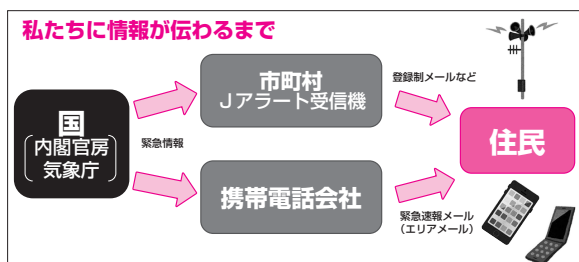 私たちに情報が伝わるまで
国
内閣官房
気象庁
緊急情報
市町村
Jアラート受信機
携帯電話会社
登録制メールなど
緊急速報メール
（エリアメール）
住民